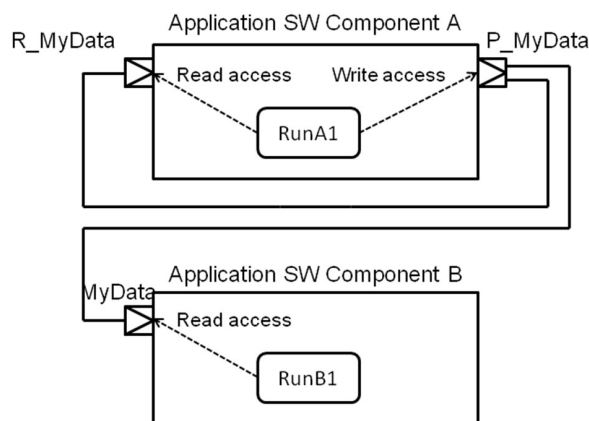 Application SW Component A
R_MyData
P_MyData
Read access
Write access
RunA1
Application SW Component B
MyData
Read access
RunB1